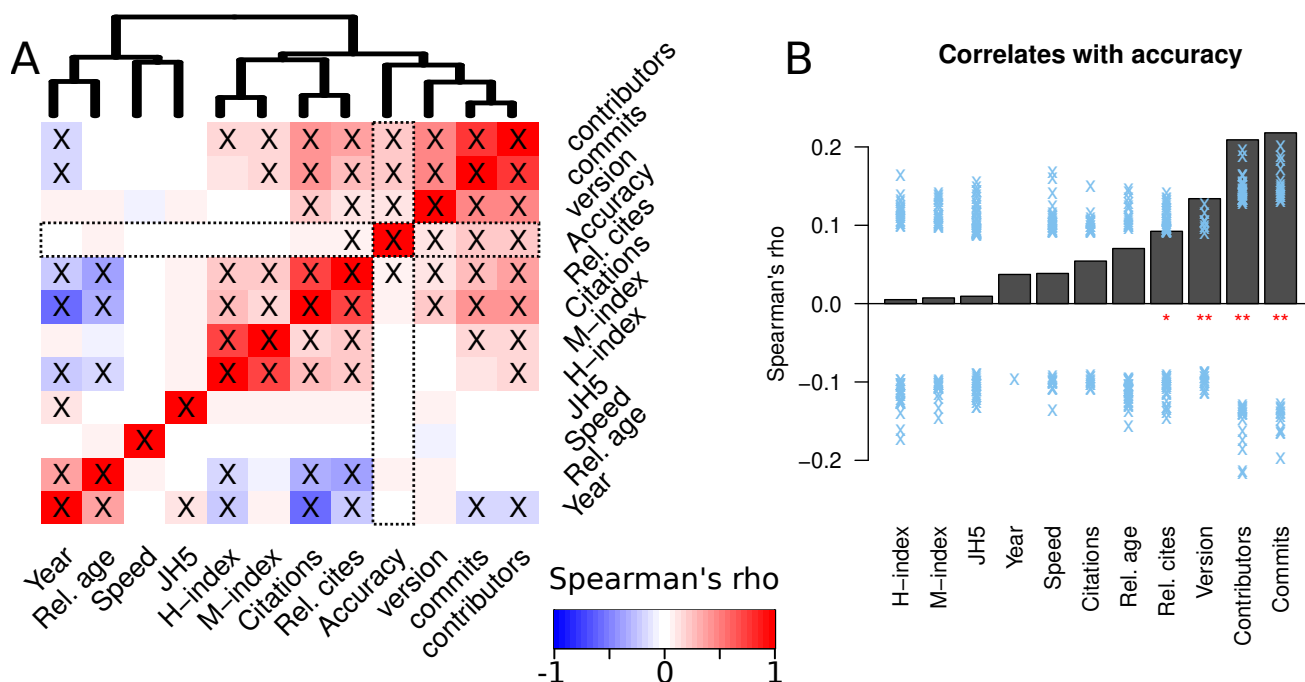 A
contributors
commits
version
Accuracy
Rel. cites
Citations
M−index
H−index
JH5
Speed
Rel. age
Year
X X X X X X X X X
X X X X X X X X
X X X X X
X X X X X
X X X X X X X X X X
X X X X X X X X X
X X X X X X
X X X X X X X
X X
X
X X X X X
X X X X X X X X
Year
Rel. age
Speed
JH5
H−index
M−index
Citations
Rel. cites
Accuracy
version
commits
contributors
Spearman's rho
-1 0 1
B
Correlates with accuracy
Spearman's rho
0.2
0.1
0.0
−0.1
−0.2
* ** ** **
H−index
M−index
JH5
Year
Speed
Citations
Rel. age
Rel. cites
Version
Contributors
Commits